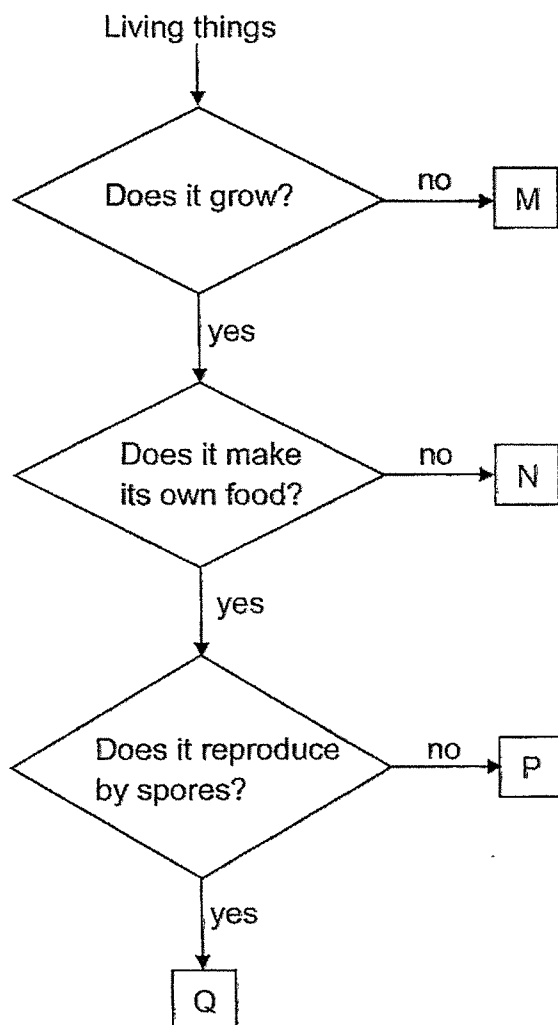 Living things
Does it grow?
no
M
yes
Does it make
its own food?
no
N
yes
Does it reproduce
by spores?
no
P
yes
Q